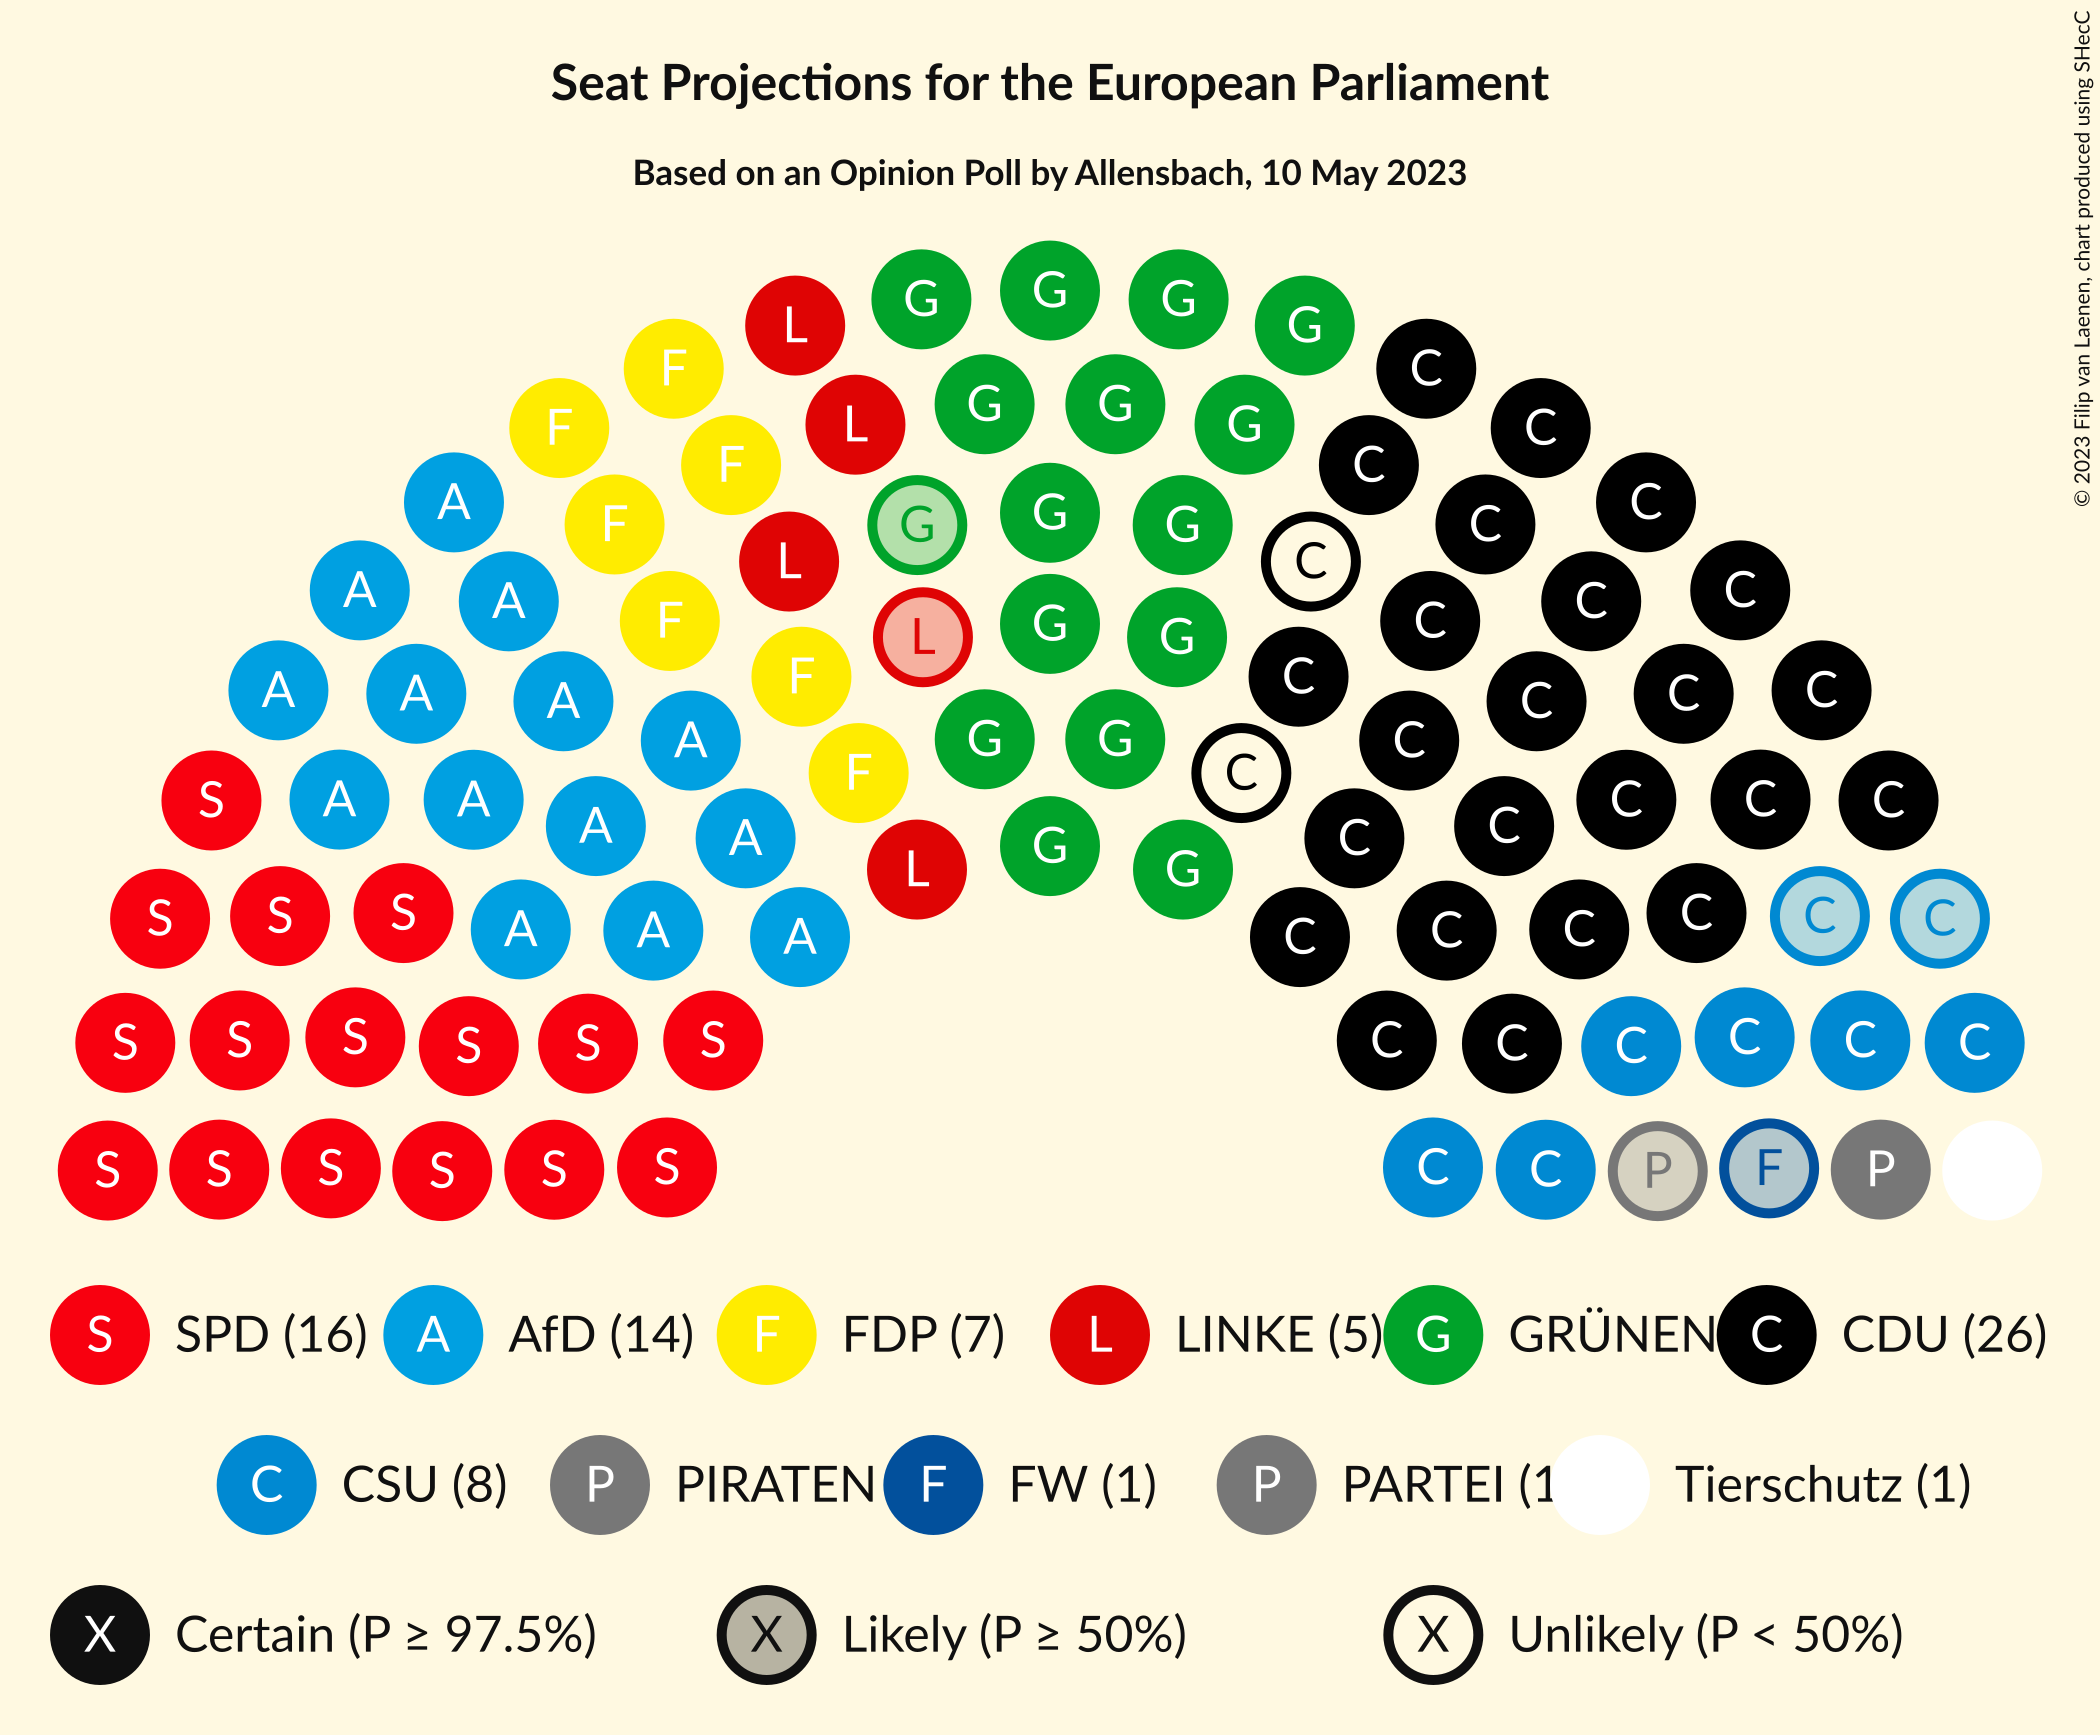 © 2023 Filip van Laenen, chart produced using SHecC
Seat Projections for the European Parliament
Based on an Opinion Poll by Allensbach, 10 May 2023
G G G
L G
F C
L G G G
F C
F C
A C
F G G G C
L C
A A C C
F L G G C
F C
A A A C C C
A G G C
F C
S A A C C C
A A G C C
L G
S S S A A A C C C C C C
S S S S S S C C C C C C
S S S S S S C C P F P
S SPD (16) A AfD (14) F FDP (7) L LINKE (5) G GRÜNEN C CDU (26)
C CSU (8) P PIRATEN F FW (1) P PARTEI (1 Tierschutz (1)
X Certain (P ≥ 97.5%) X Likely (P ≥ 50%) X Unlikely (P < 50%)